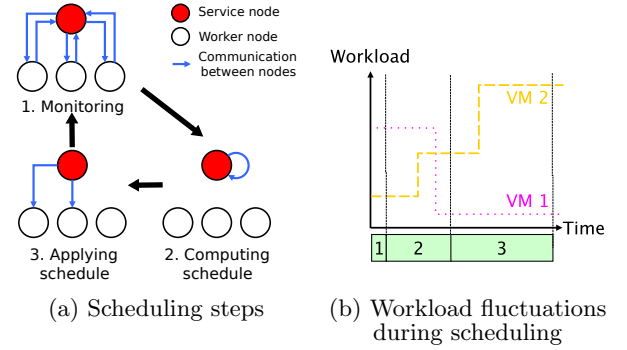 Service node
Worker node
Communication
between nodes
1. Monitoring
3. Applying
schedule
2. Computing
schedule
(a) Scheduling steps
Workload
VM 2
VM 1
Time
1 2 3
(b) Workload fluctuations
during scheduling